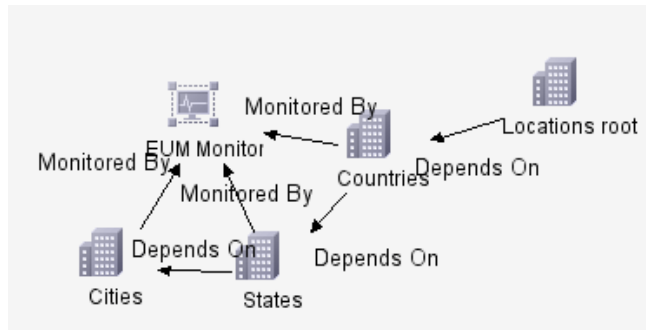 Monitored By
EUM Monitor
Locations root
Monitored By
Countries
Depends On
Monitored By
Depends On
Depends On
Cities
States